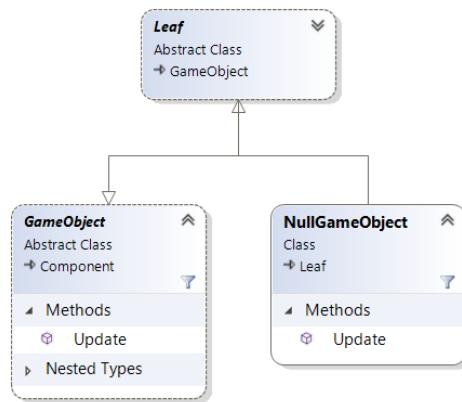 Leaf
Abstract Class
GameObject
GameObject
Abstract Class
Component
Methods
Update
Nested Types
NullGameObject
Class
Leaf
Methods
Update